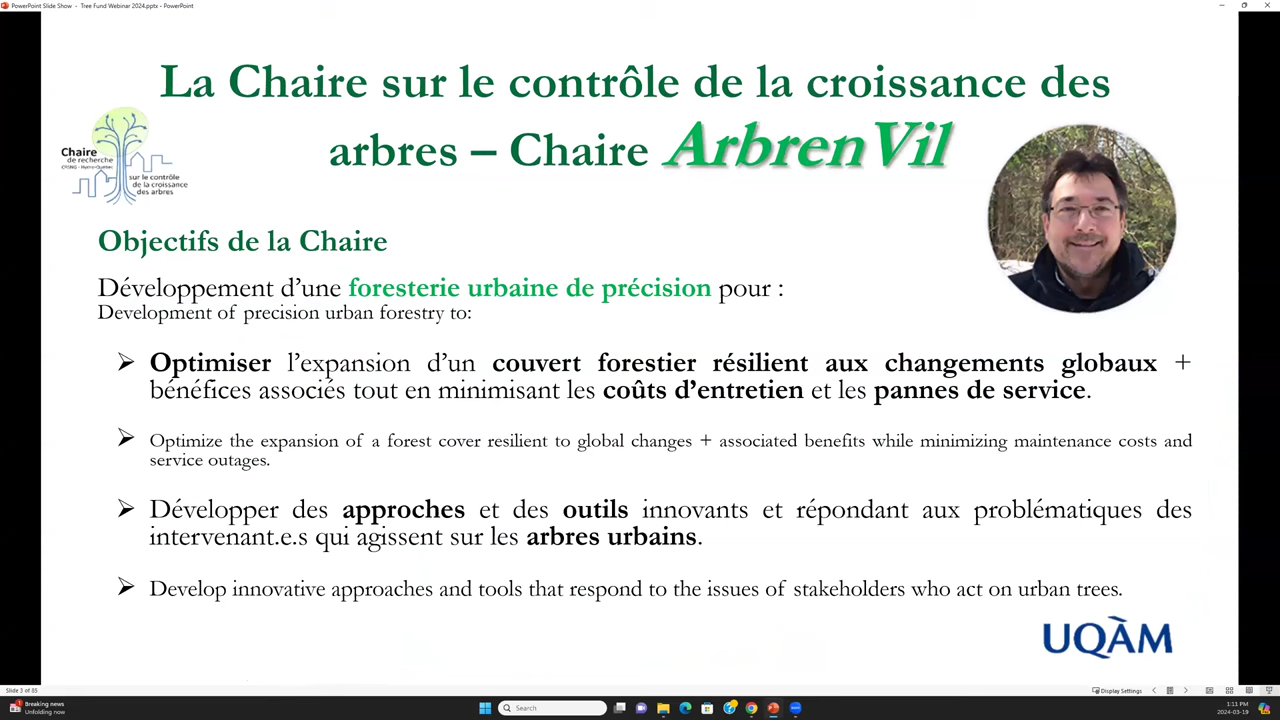 PowerPoint Slide Show - Tree Fund Webinar 2024.pptx - PowerPoint
La Chaire sur le contrôle de la croissance des
arbres – Chaire ArbrenVil
Chaire
de recherche
sur le contrôle
de la croissance
des arbres
Objectifs de la Chaire
Développement d'une foresterie urbaine de précision pour :
Development of precision urban forestry to:
➢ Optimiser l'expansion d'un couvert forestier résilient aux changements globaux +
bénéfices associés tout en minimisant les coûts d'entretien et les pannes de service.
➢ Optimize the expansion of a forest cover resilient to global changes + associated benefits while minimizing maintenance costs and
service outages.
➢ Développer des approches et des outils innovants et répondant aux problématiques des
intervenant.e.s qui agissent sur les arbres urbains.
➢ Develop innovative approaches and tools that respond to the issues of stakeholders who act on urban trees.
UQÀM
Slide 3 of 85
Display Settings
Breaking news
Unfolding now
Search
1:11 PM
2024-03-19